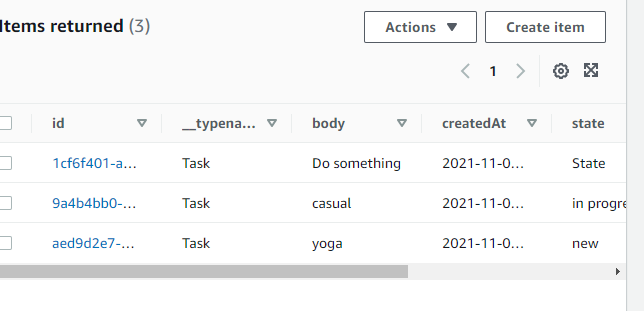 Items returned (3)
Actions
Create item
1
id __typena... body createdAt state
1cf6f401-a... Task Do something 2021-11-0... State
9a4b4bb0-... Task casual 2021-11-0... in progre
aed9d2e7-... Task yoga 2021-11-0... new